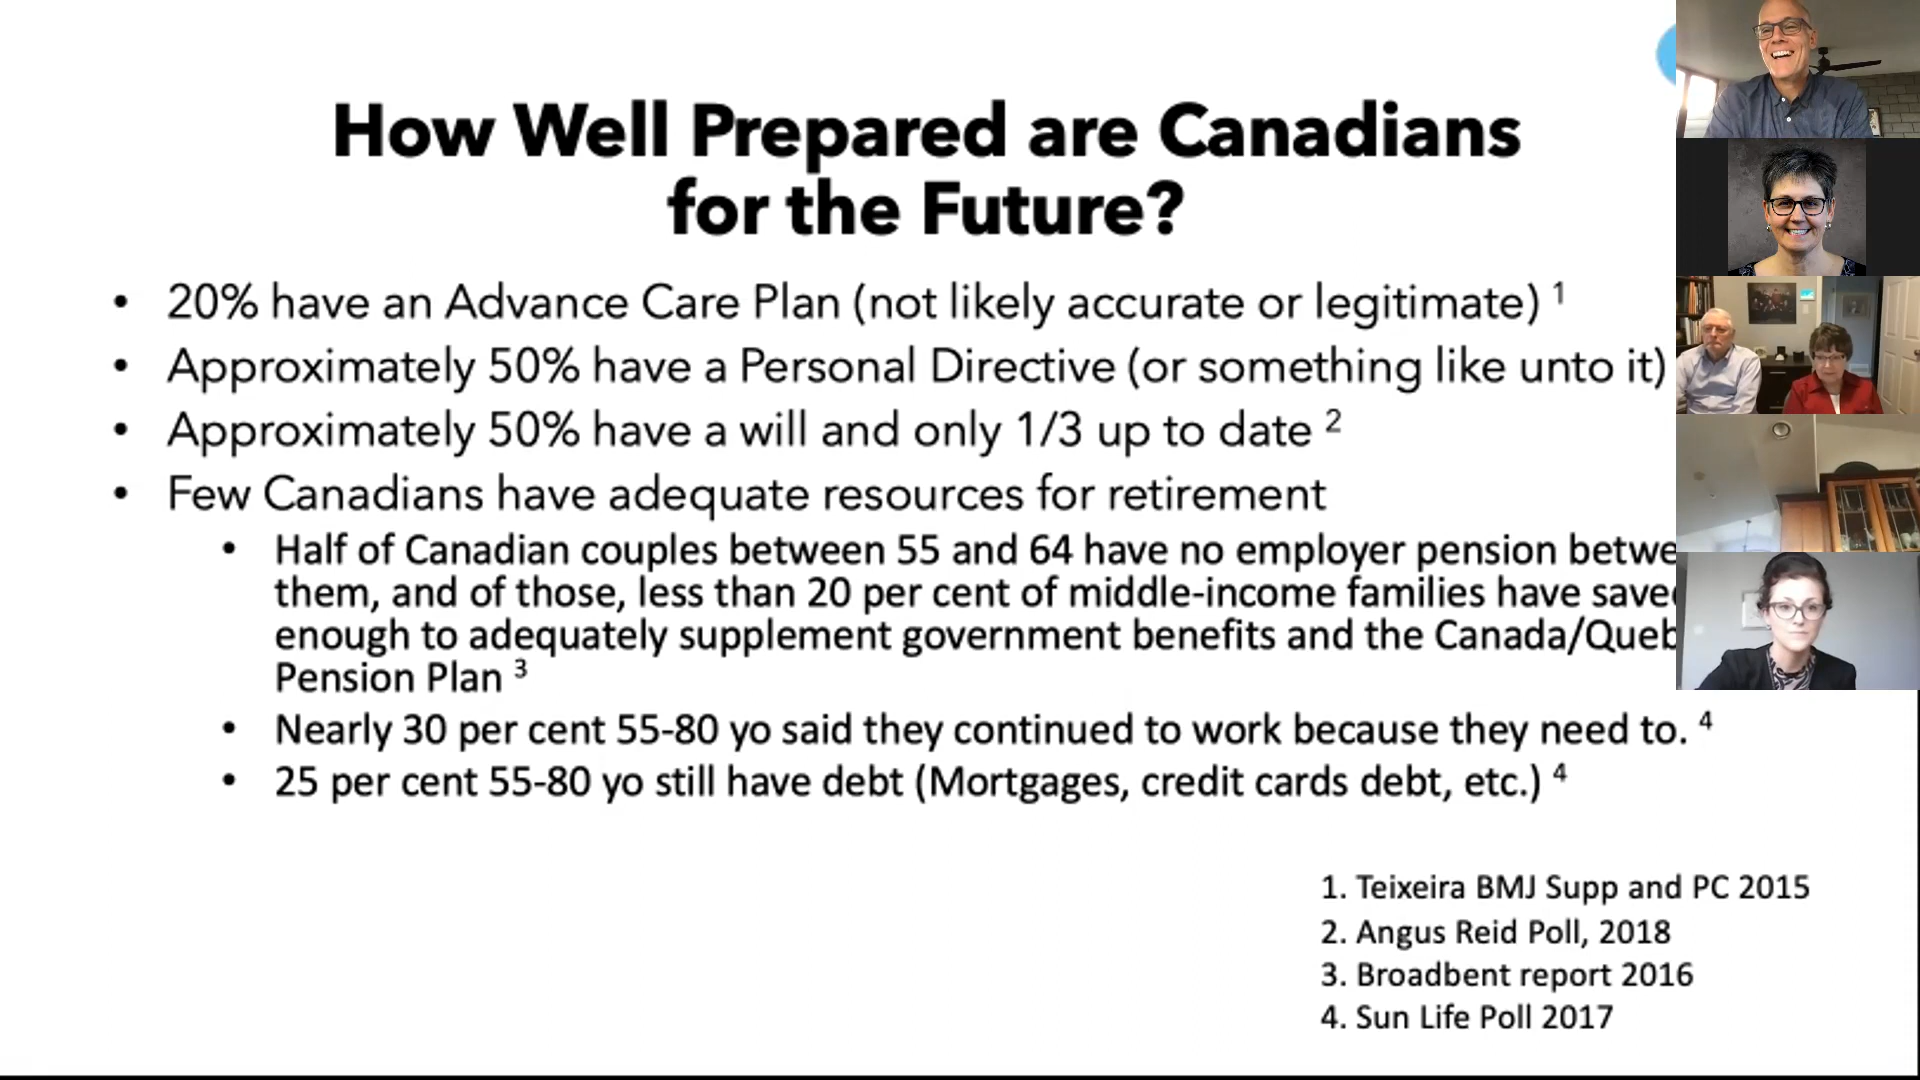 How Well Prepared are Canadians
for the Future?
• 20% have an Advance Care Plan (not likely accurate or legitimate) 1
• Approximately 50% have a Personal Directive (or something like unto it)
• Approximately 50% have a will and only 1/3 up to date 2
• Few Canadians have adequate resources for retirement
• Half of Canadian couples between 55 and 64 have no employer pension betwe
them, and of those, less than 20 per cent of middle-income families have save
enough to adequately supplement government benefits and the Canada/Queb
Pension Plan 3
• Nearly 30 per cent 55-80 yo said they continued to work because they need to. 4
• 25 per cent 55-80 yo still have debt (Mortgages, credit cards debt, etc.) 4
1. Teixeira BMJ Supp and PC 2015
2. Angus Reid Poll, 2018
3. Broadbent report 2016
4. Sun Life Poll 2017